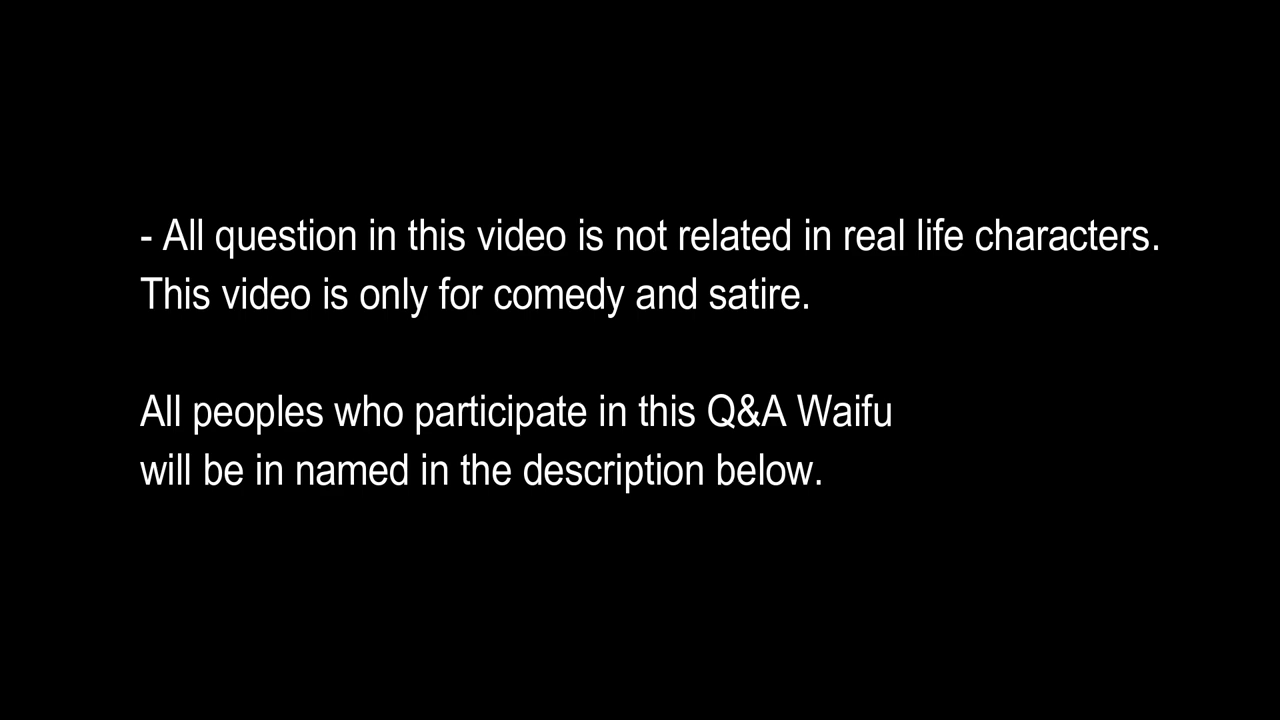 - All question in this video is not related in real life characters.
This video is only for comedy and satire.
All peoples who participate in this Q&A Waifu
will be in named in the description below.